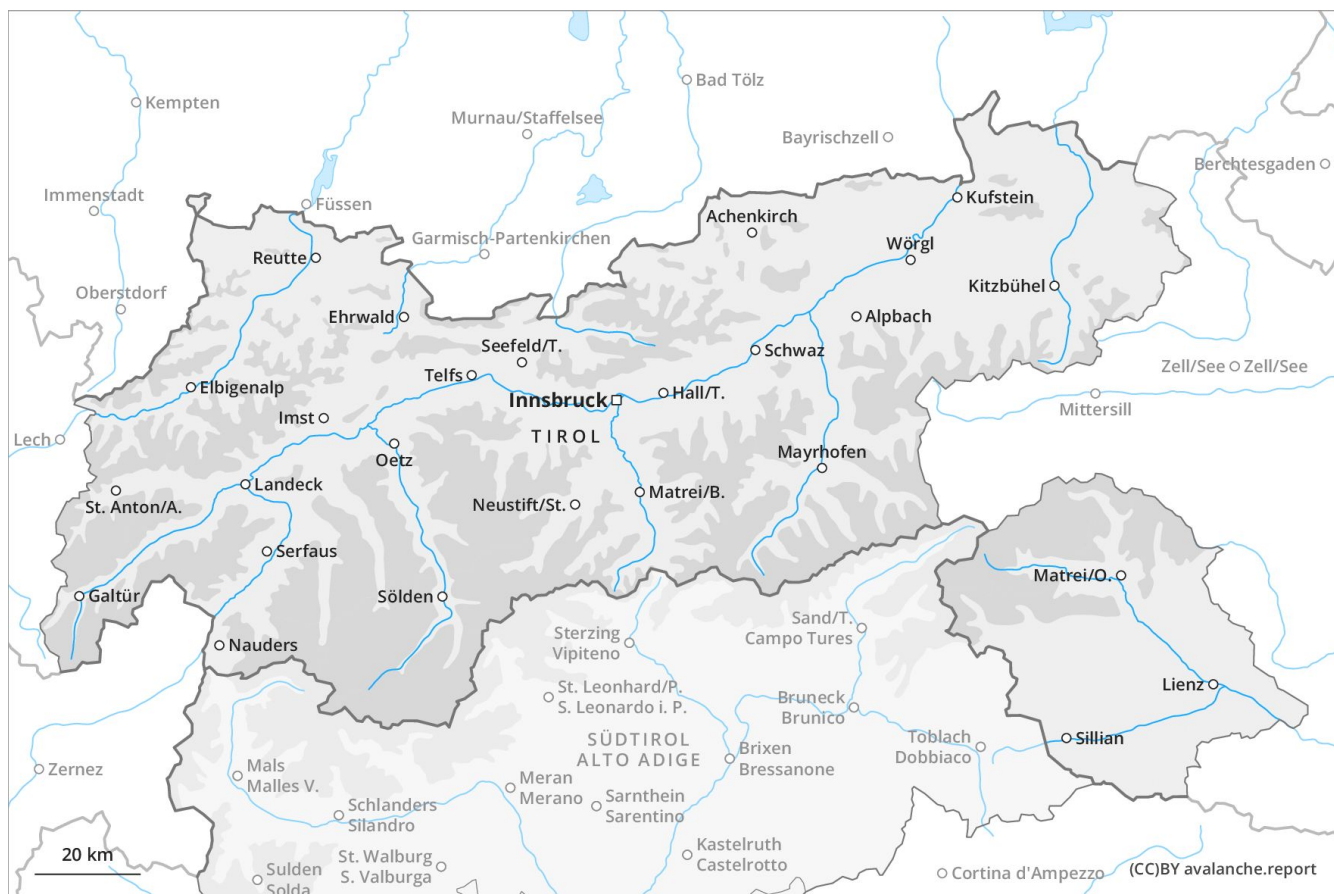 Bad Tölz
Kempten
Murnau/Staffelsee
Bayrischzell
Berchtesgaden
Immenstadt
Füssen
Kufstein
Achenkirch
Garmisch-Partenkirchen
Wörgl
Reutte
Kitzbühel
Oberstdorf
Ehrwald
Alpbach
Seefeld/T.
Schwaz
Zell/See
Zell/See
Telfs
Elbigenalp
Hall/T.
Innsbruck
Mittersill
Imst
Lech
TIROL
Oetz
Mayrhofen
Landeck
Matrei/B.
St. Anton/A.
Neustift/St.
Serfaus
Matrei/O.
Galtür
Sölden
Sand/T.
Campo Tures
Sterzing
Vipiteno
Nauders
Lienz
St. Leonhard/P.
S. Leonardo i. P.
Bruneck
Brunico
Sillian
SÜDTIROL
ALTO ADIGE
Toblach
Dobbiaco
Brixen
Bressanone
Zernez
Mals
Malles V.
Meran
Merano
Sarnthein
Sarentino
Schlanders
Silandro
Kastelruth
Castelrotto
20 km
St. Walburg
S. Valburga
Sulden
Solda
Cortina d'Ampezzo
(CC)BY avalanche.report